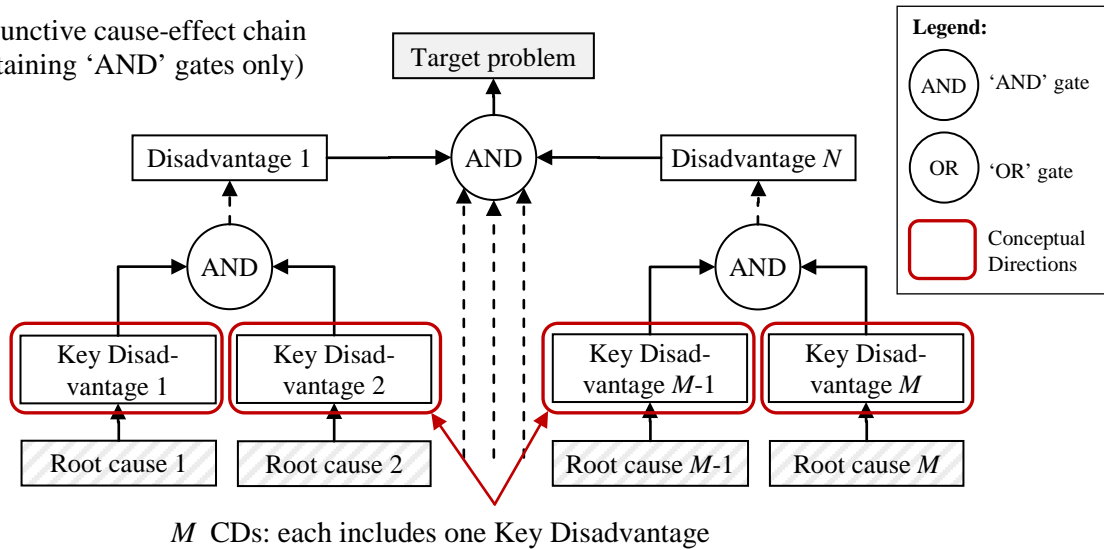 unctive cause-effect chain
taining ‘AND’ gates only)
Target problem
Legend:
AND
‘AND’ gate
OR
‘OR’ gate
Conceptual
Directions
Disadvantage 1
AND
Disadvantage N
AND
AND
Key Disad-
vantage 1
Key Disad-
vantage 2
Key Disad-
vantage M-1
Key Disad-
vantage M
Root cause 1
Root cause 2
Root cause M-1
Root cause M
M CDs: each includes one Key Disadvantage